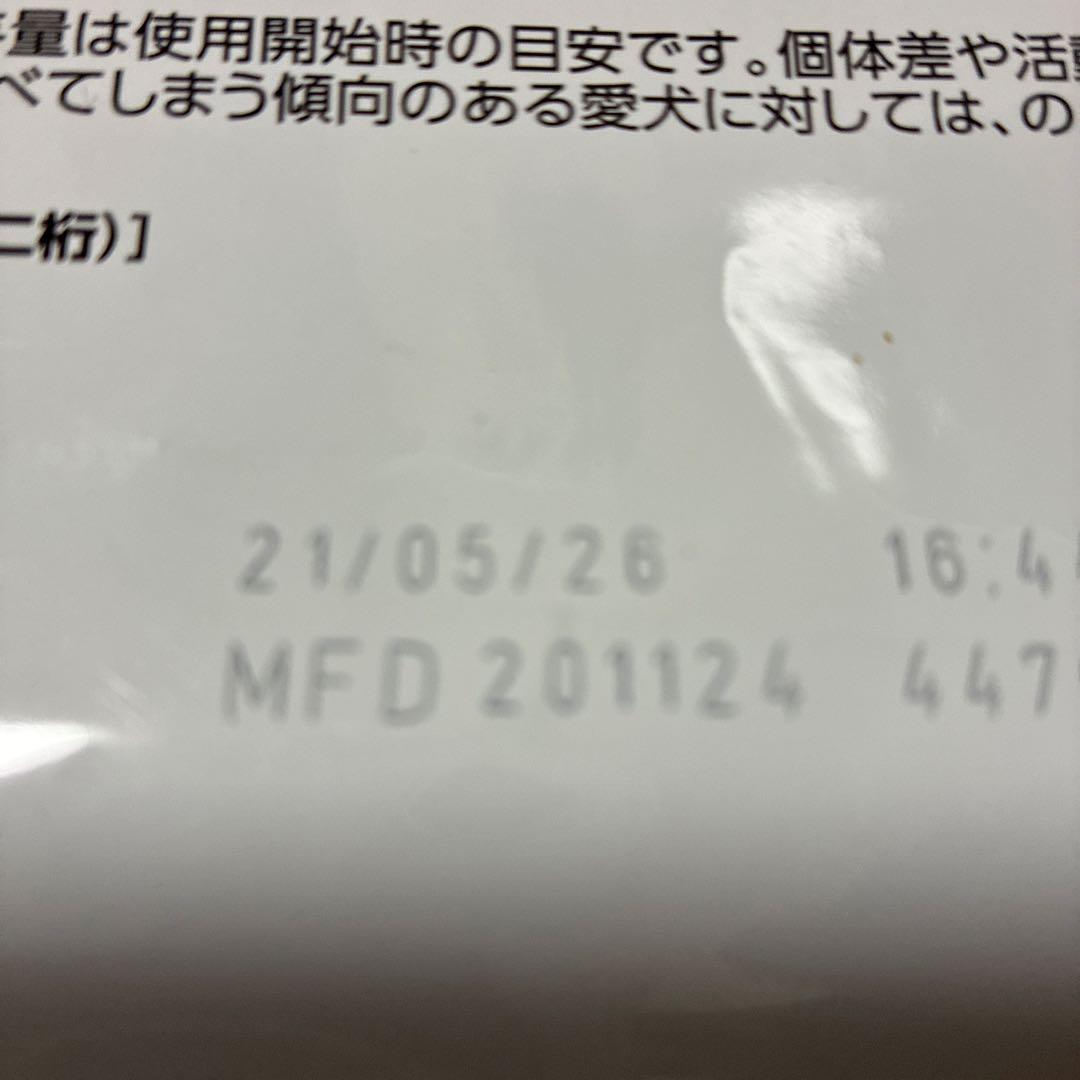 量は使用開始時の目安です。個体差や活動
べてしまう傾向のある愛犬に対しては、の
二桁)]
21/05/26 16:4
MFD 201124 447